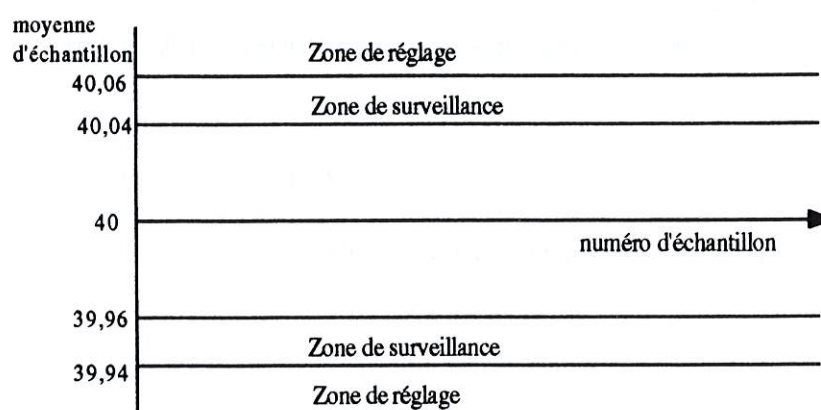 moyenne
d'échantillon
Zone de réglage
40,06
Zone de surveillance
40,04
40
numéro d'échantillon
39,96
Zone de surveillance
39,94
Zone de réglage